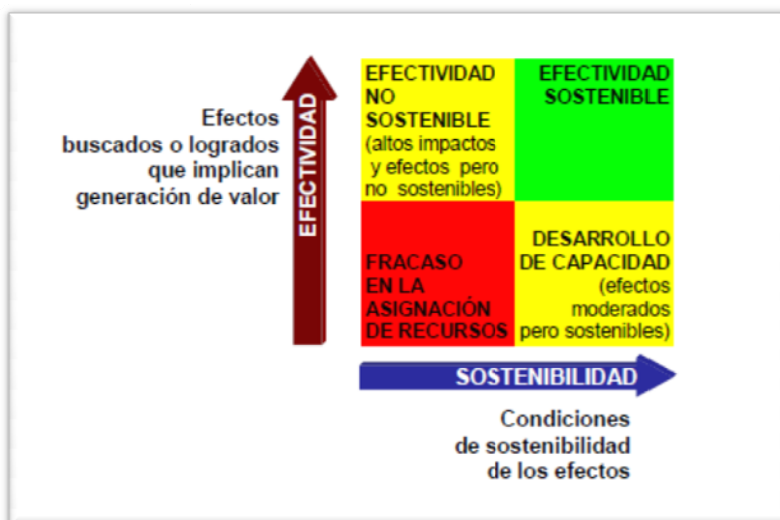 Efectos
buscados o logrados
que implican
generación de valor
EFECTIVIDAD
EFECTIVIDAD
NO
SOSTENIBLE
(altos impactos
y efectos pero
no sostenibles)
EFECTIVIDAD
SOSTENIBLE
FRACASO
EN LA
ASIGNACIÓN
DE RECURSOS
DESARROLLO
DE CAPACIDAD
(efectos
moderados
pero sostenibles)
SOSTENIBILIDAD
Condiciones
de sostenibilidad
de los efectos